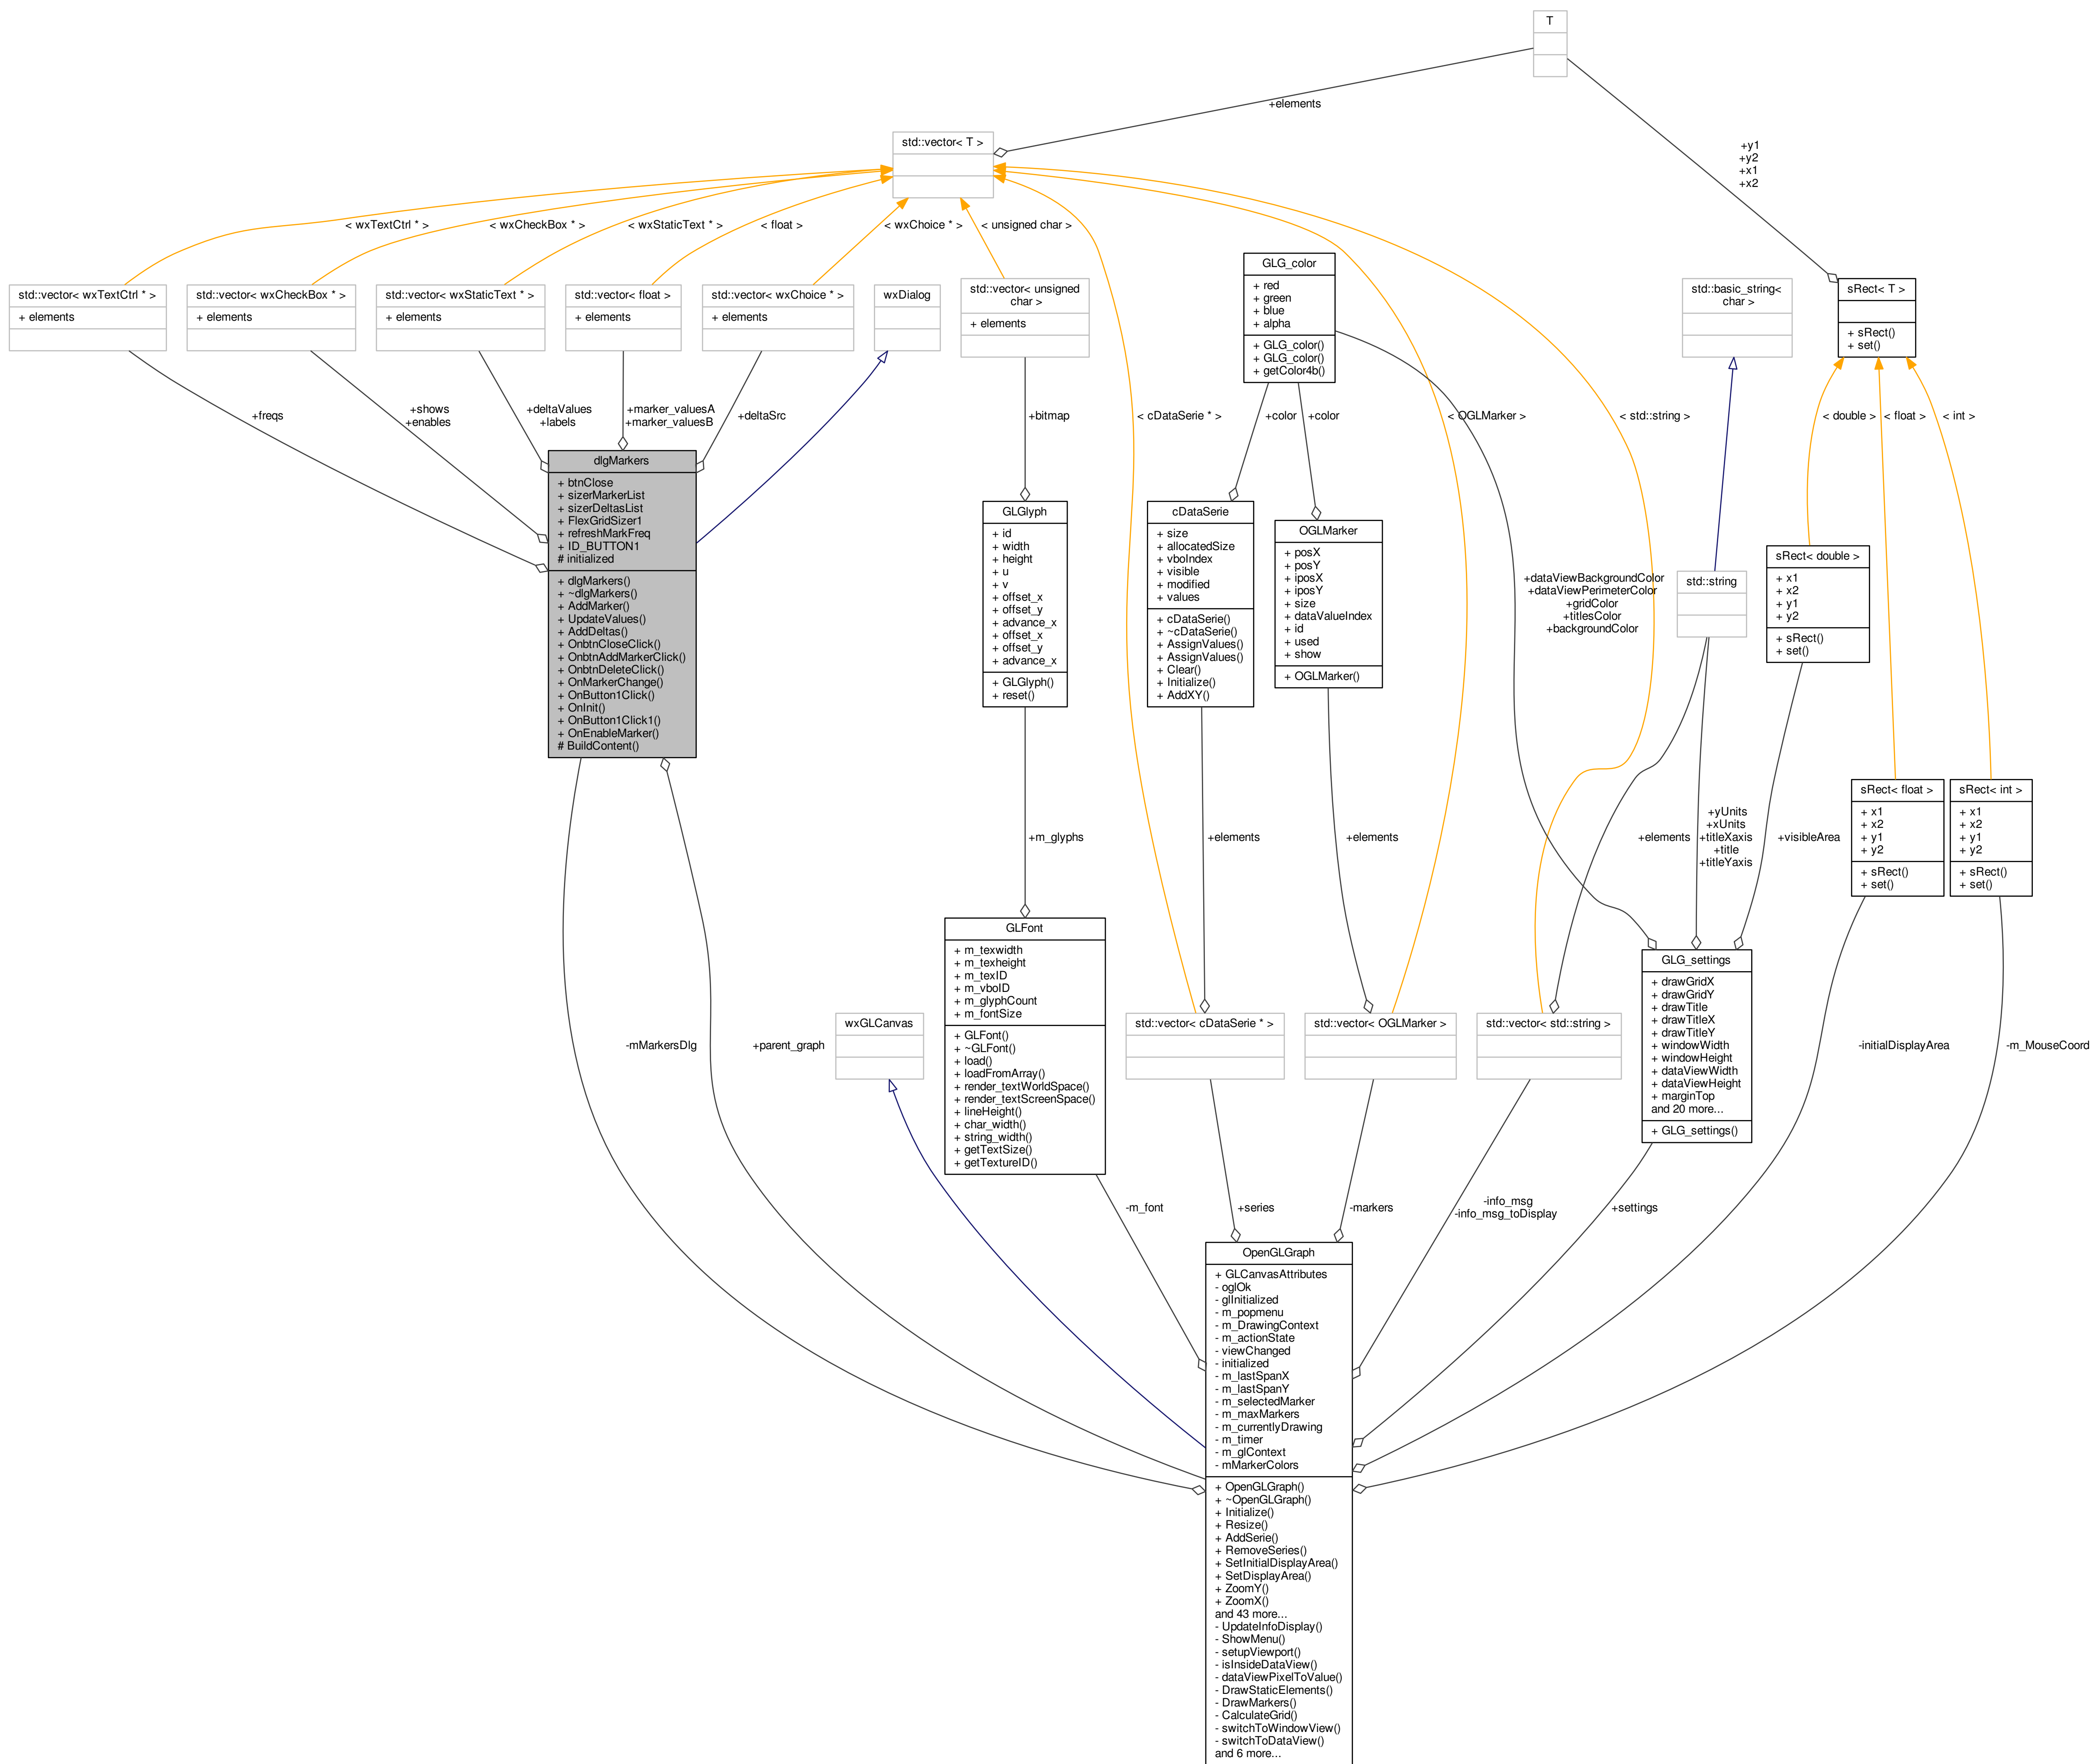 T
+elements
+y1
+y2
+x1
+x2
std::vector< T >
< wxTextCtrl * >
< wxCheckBox * >
< wxStaticText * >
< float >
< wxChoice * >
< unsigned char >
std::vector< wxTextCtrl * >
+ elements
std::vector< wxCheckBox * >
+ elements
std::vector< wxStaticText * >
+ elements
std::vector< float >
+ elements
std::vector< wxChoice * >
+ elements
wxDialog
std::vector< unsigned
char >
+ elements
GLG_color
+ red
+ green
+ blue
+ alpha
+ GLG_color()
+ GLG_color()
+ getColor4b()
std::basic_string<
char >
sRect< T >
+ sRect()
+ set()
+freqs
+shows
+enables
+deltaValues
+labels
+marker_valuesA
+marker_valuesB
+deltaSrc
+bitmap
< cDataSerie * >
+color
+color
< OGLMarker >
< std::string >
< double >
< float >
< int >
dlgMarkers
+ btnClose
+ sizerMarkerList
+ sizerDeltasList
+ FlexGridSizer1
+ refreshMarkFreq
+ ID_BUTTON1
# initialized
+ dlgMarkers()
+ ~dlgMarkers()
+ AddMarker()
+ UpdateValues()
+ AddDeltas()
+ OnbtnCloseClick()
+ OnbtnAddMarkerClick()
+ OnbtnDeleteClick()
+ OnMarkerChange()
+ OnButton1Click()
+ OnInit()
+ OnButton1Click1()
+ OnEnableMarker()
# BuildContent()
GLGlyph
+ id
+ width
+ height
+ u
+ v
+ offset_x
+ offset_y
+ advance_x
+ offset_x
+ offset_y
+ advance_x
+ GLGlyph()
+ reset()
cDataSerie
+ size
+ allocatedSize
+ vboIndex
+ visible
+ modified
+ values
+ cDataSerie()
+ ~cDataSerie()
+ AssignValues()
+ AssignValues()
+ Clear()
+ Initialize()
+ AddXY()
OGLMarker
+ posX
+ posY
+ iposX
+ iposY
+ size
+ dataValueIndex
+ id
+ used
+ show
+ OGLMarker()
+dataViewBackgroundColor
+dataViewPerimeterColor
+gridColor
+titlesColor
+backgroundColor
std::string
sRect< double >
+ x1
+ x2
+ y1
+ y2
+ sRect()
+ set()
+m_glyphs
+elements
+elements
+elements
+yUnits
+xUnits
+titleXaxis
+title
+titleYaxis
+visibleArea
sRect< float >
+ x1
+ x2
+ y1
+ y2
+ sRect()
+ set()
sRect< int >
+ x1
+ x2
+ y1
+ y2
+ sRect()
+ set()
-mMarkersDlg
+parent_graph
wxGLCanvas
GLFont
+ m_texwidth
+ m_texheight
+ m_texID
+ m_vboID
+ m_glyphCount
+ m_fontSize
+ GLFont()
+ ~GLFont()
+ load()
+ loadFromArray()
+ render_textWorldSpace()
+ render_textScreenSpace()
+ lineHeight()
+ char_width()
+ string_width()
+ getTextSize()
+ getTextureID()
std::vector< cDataSerie * >
std::vector< OGLMarker >
std::vector< std::string >
GLG_settings
+ drawGridX
+ drawGridY
+ drawTitle
+ drawTitleX
+ drawTitleY
+ windowWidth
+ windowHeight
+ dataViewWidth
+ dataViewHeight
+ marginTop
and 20 more...
+ GLG_settings()
-initialDisplayArea
-m_MouseCoord
-m_font
+series
-markers
-info_msg
-info_msg_toDisplay
+settings
OpenGLGraph
+ GLCanvasAttributes
- oglOk
- glInitialized
- m_popmenu
- m_DrawingContext
- m_actionState
- viewChanged
- initialized
- m_lastSpanX
- m_lastSpanY
- m_selectedMarker
- m_maxMarkers
- m_currentlyDrawing
- m_timer
- m_glContext
- mMarkerColors
+ OpenGLGraph()
+ ~OpenGLGraph()
+ Initialize()
+ Resize()
+ AddSerie()
+ RemoveSeries()
+ SetInitialDisplayArea()
+ SetDisplayArea()
+ ZoomY()
+ ZoomX()
and 43 more...
- UpdateInfoDisplay()
- ShowMenu()
- setupViewport()
- isInsideDataView()
- dataViewPixelToValue()
- DrawStaticElements()
- DrawMarkers()
- CalculateGrid()
- switchToWindowView()
- switchToDataView()
and 6 more...